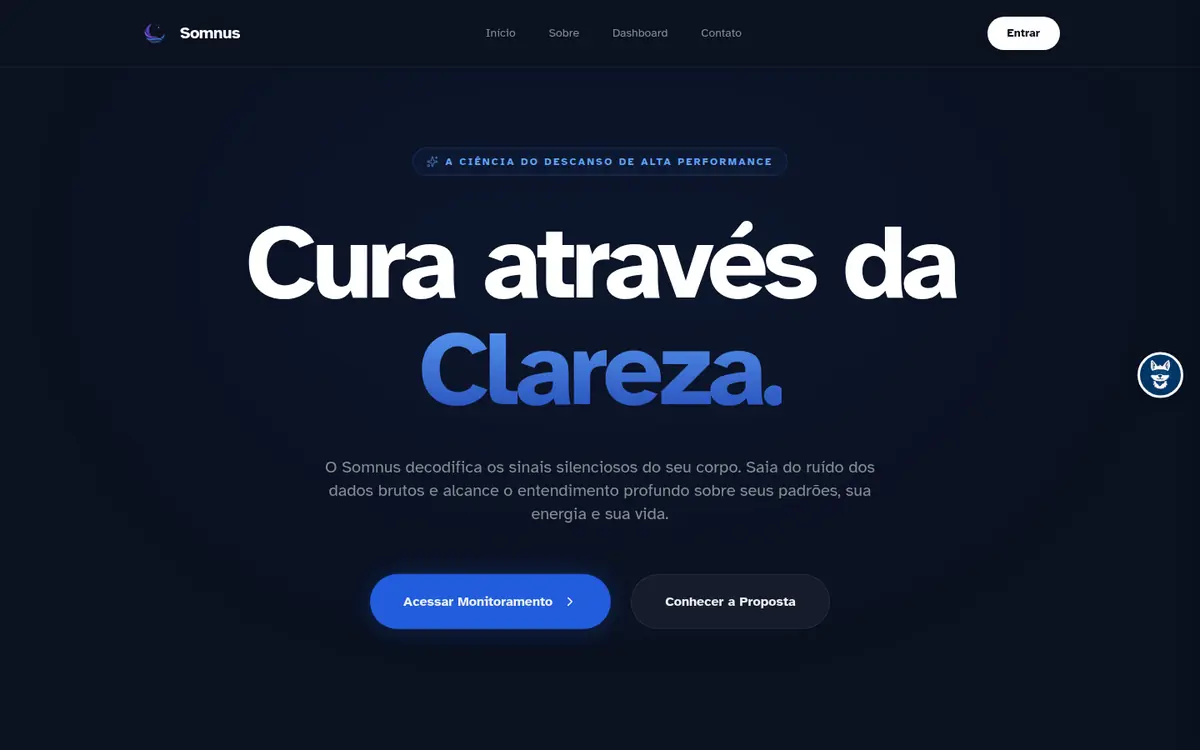 Somnus
Início
Sobre
Dashboard
Contato
Entrar
A CIÊNCIA DO DESCANSO DE ALTA PERFORMANCE
Cura através da
Clareza.
O Somnus decodifica os sinais silenciosos do seu corpo. Saia do ruído dos
dados brutos e alcance o entendimento profundo sobre seus padrões, sua
energia e sua vida.
Acessar Monitoramento
Conhecer a Proposta